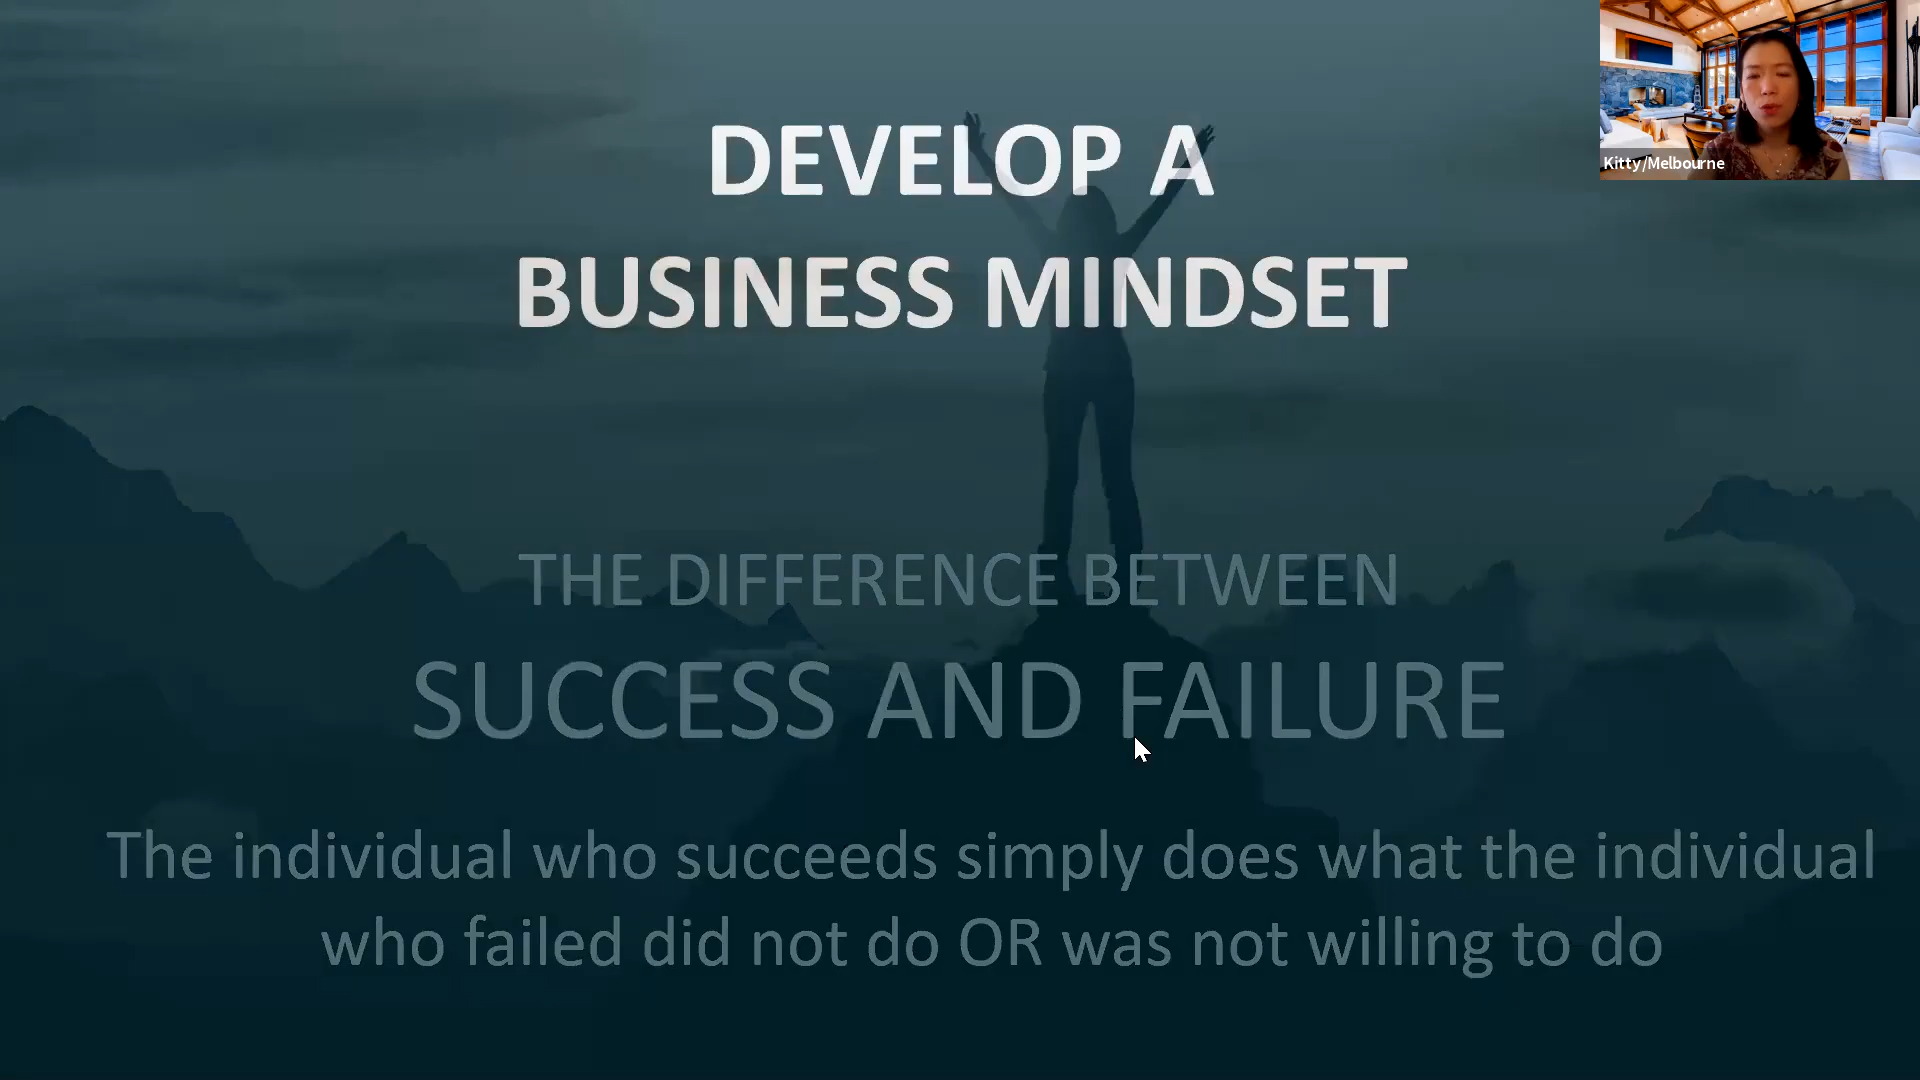 DEVELOP A
BUSINESS MINDSET
THE DIFFERENCE BETWEEN
SUCCESS AND FAILURE
The individual who succeeds simply does what the individual
who failed did not do OR was not willing to do
Kitty/Melbourne